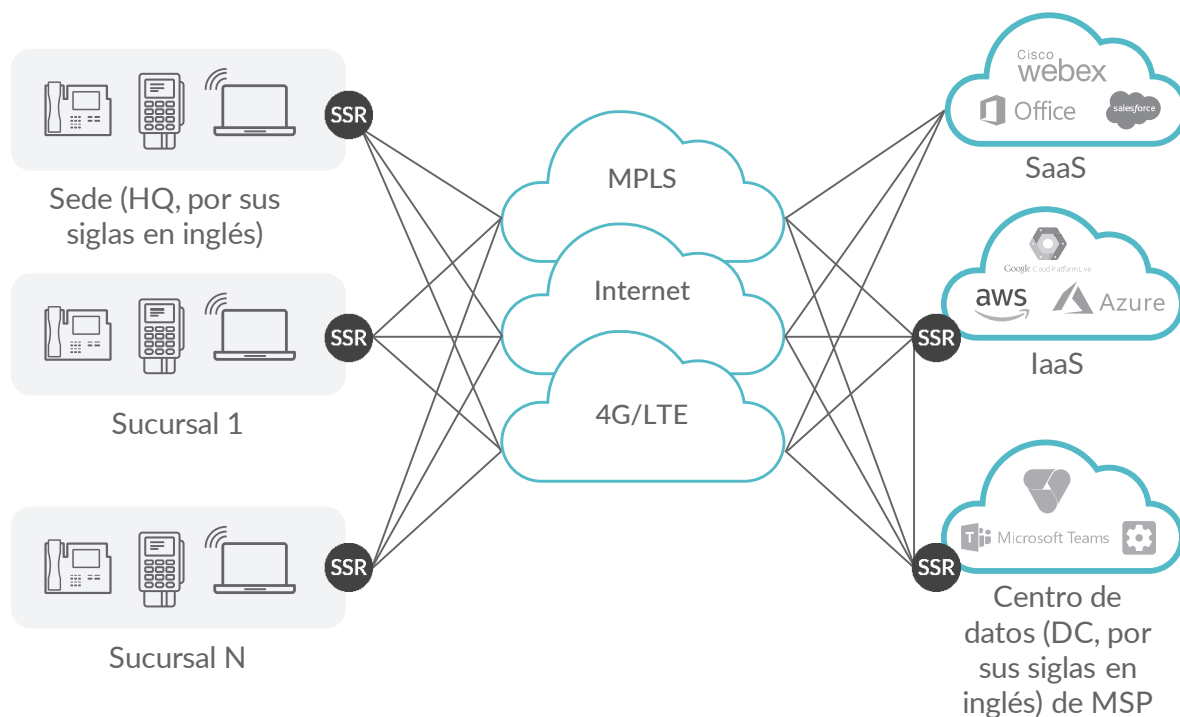 SSR
Sede (HQ, por sus
siglas en inglés)
SSR
Sucursal 1
SSR
Sucursal N
MPLS
Internet
4G/LTE
Cisco
webex
Office
salesforce
SaaS
Google Cloud Platform Live
aws
Azure
SSR
IaaS
T
Microsoft Teams
SSR
Centro de
datos (DC, por
sus siglas en
inglés) de MSP